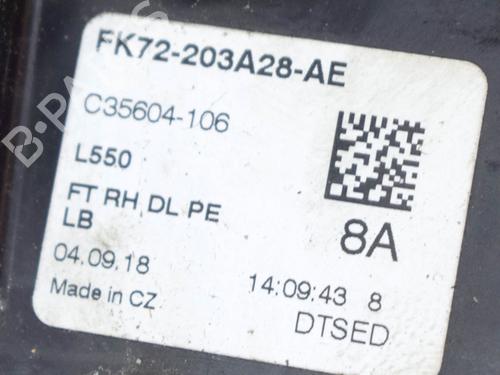 FK72-203A28-AE
C35604-106
L550
FT RH DL PE
LB
8A
04.09.18
14:09:43 8
Made in CZ
DTSED